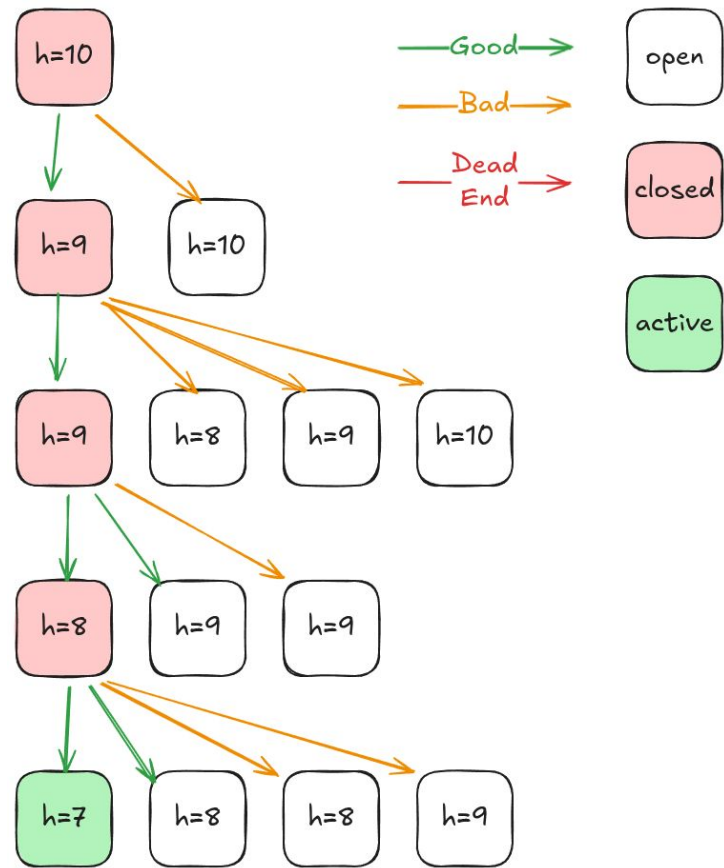 h=10
Good
open
Bad
Dead
End
closed
h=9
h=10
active
h=9
h=8
h=9
h=10
h=8
h=9
h=9
h=7
h=8
h=8
h=9